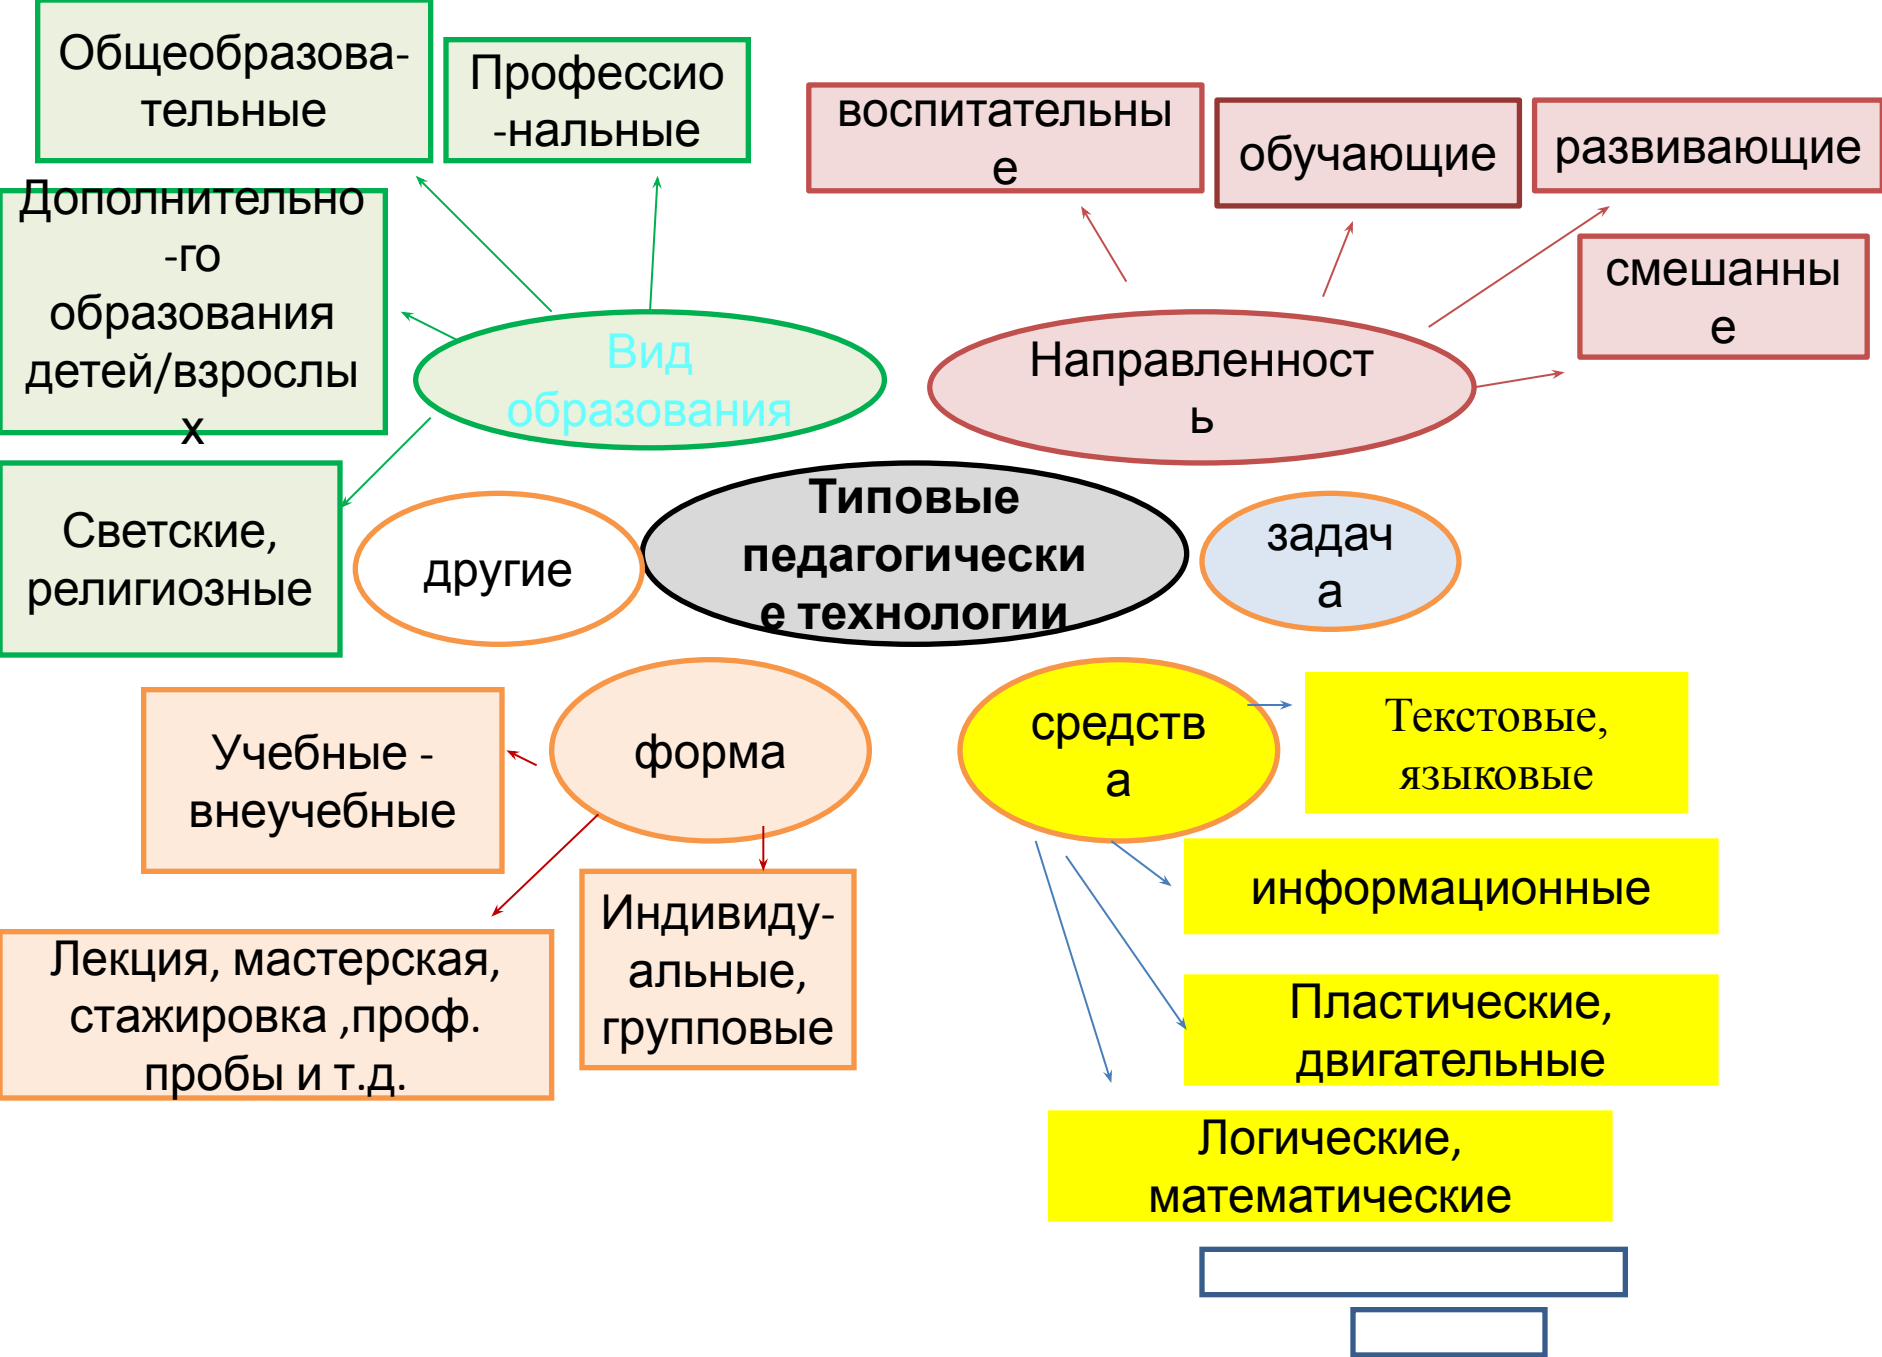 Общеобразова-
тельные
Профессио
-нальные
воспитательны
е
обучающие
развивающие
Дополнительно
-го
образования
детей/взрослы
х
смешанны
е
Вид
образования
Направленност
ь
Светские,
религиозные
другие
Типовые
педагогически
е технологии
задач
а
Учебные -
внеучебные
форма
средств
а
Текстовые,
языковые
информационные
Индивиду-
альные,
групповые
Лекция, мастерская,
стажировка ,проф.
пробы и т.д.
Пластические,
двигательные
Логические,
математические